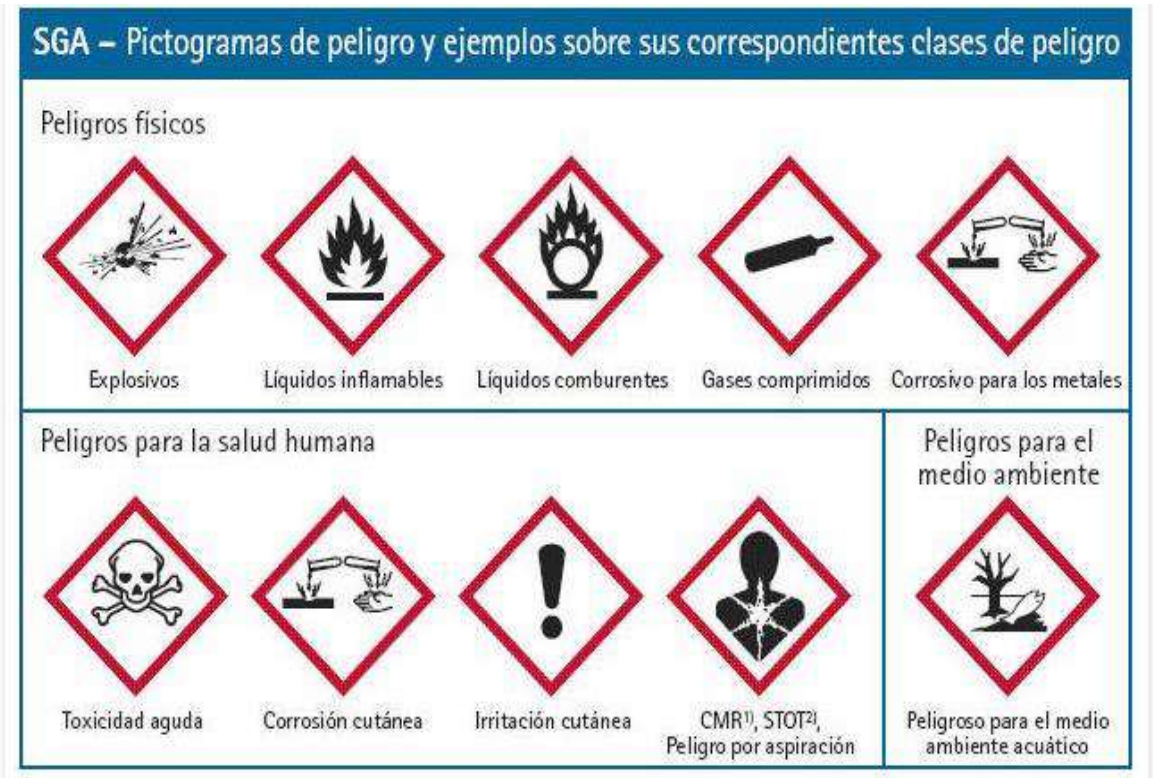 SGA – Pictogramas de peligro y ejemplos sobre sus correspondientes clases de peligro
Peligros físicos
Explosivos
Líquidos inflamables
Líquidos comburentes
Gases comprimidos
Corrosivo para los metales
Peligros para la salud humana
Toxicidad aguda
Corrosión cutánea
Irritación cutánea
CMR¹⁾, STOT²⁾,
Peligro por aspiración
Peligros para el
medio ambiente
Peligroso para el medio
ambiente acuático